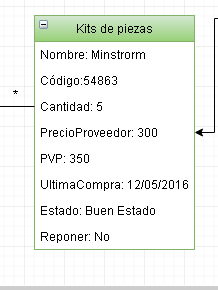 Kits de piezas
Nombre: Minstrorm
Código:54863
*
Cantidad: 5
PrecioProveedor: 300
PVP: 350
UltimaCompra: 12/05/2016
Estado: Buen Estado
Reponer: No